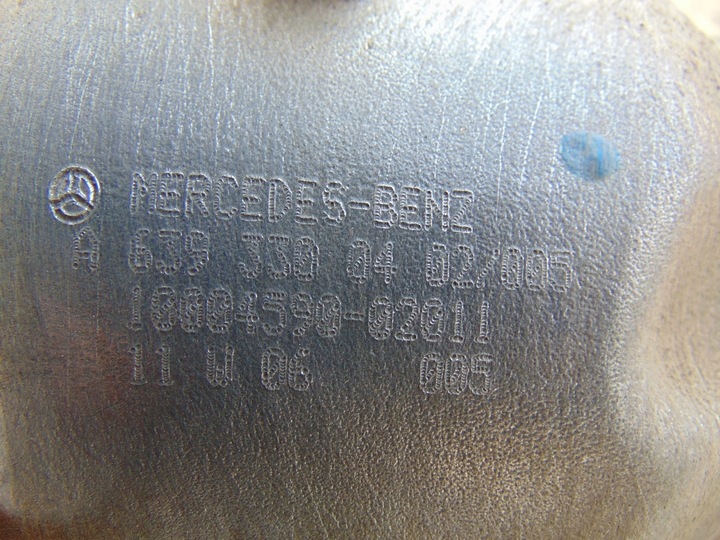 MERCEDES-BENZ
A 639 330 04 02/005
10004590-02011
11 U 06 005